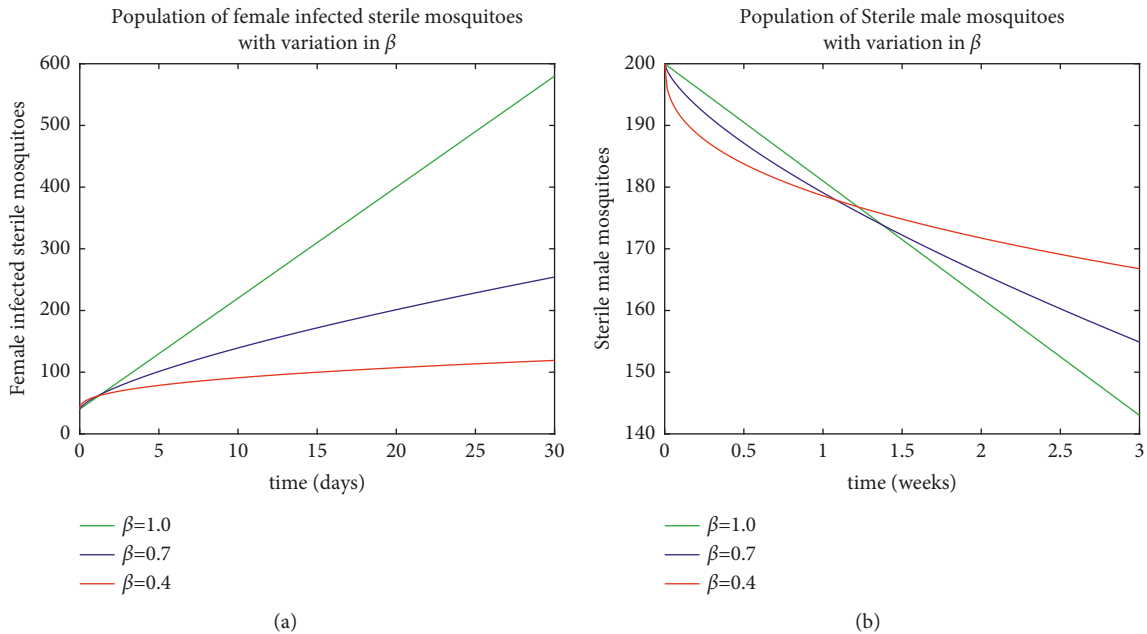 Population of female infected sterile mosquitoes
with variation in β
600
500
400
300
200
100
0
Female infected sterile mosquitoes
0 5 10 15 20 25 30
time (days)
β=1.0
β=0.7
β=0.4
(a)
Population of Sterile male mosquitoes
with variation in β
200
190
180
170
160
150
140
Sterile male mosquitoes
0 0.5 1 1.5 2 2.5 3
time (weeks)
β=1.0
β=0.7
β=0.4
(b)